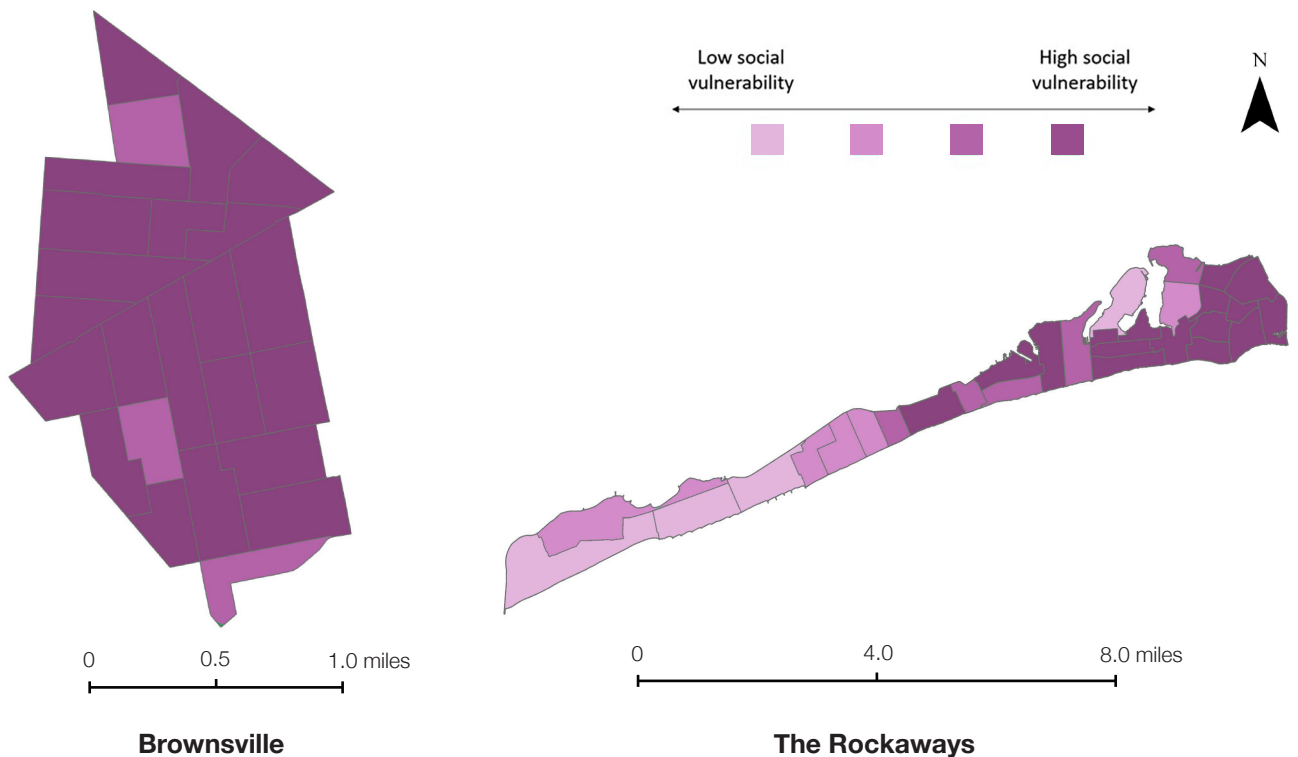 Low social
vulnerability
High social
vulnerability
N
0
0.5
1.0 miles
Brownsville
0
4.0
8.0 miles
The Rockaways